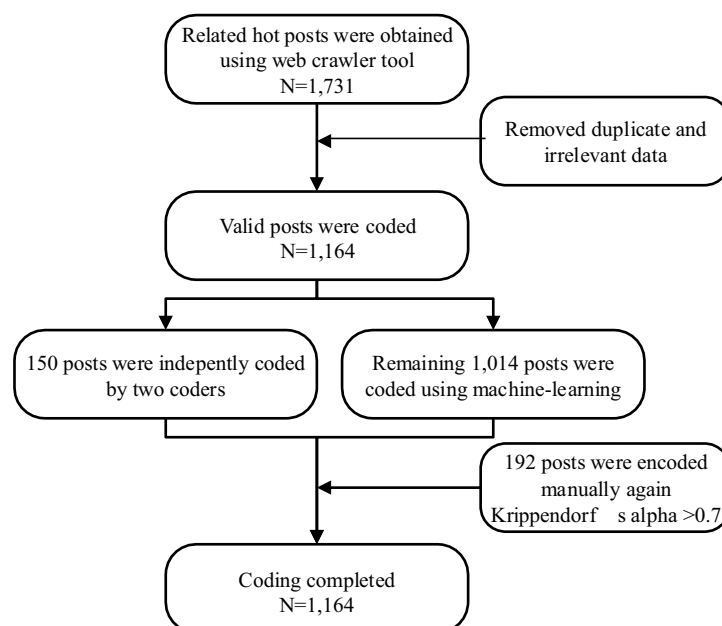 Related hot posts were obtained
using web crawler tool
N=1,731
Removed duplicate and
irrelevant data
Valid posts were coded
N=1,164
150 posts were indepently coded
by two coders
Remaining 1,014 posts were
coded using machine-learning
192 posts were encoded
manually again
Krippendorf s alpha >0.7
Coding completed
N=1,164